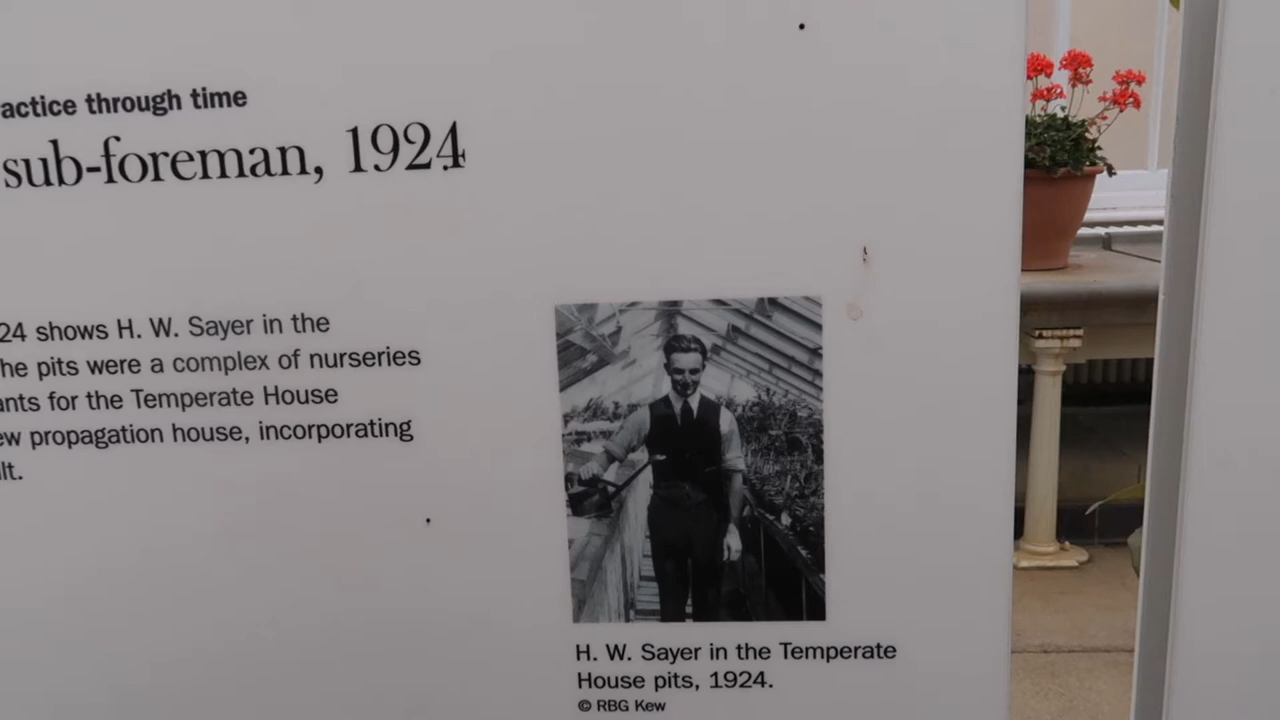 actice through time
sub-foreman, 1924
24 shows H. W. Sayer in the
he pits were a complex of nurseries
ants for the Temperate House
ew propagation house, incorporating
lt.
H. W. Sayer in the Temperate
House pits, 1924.
© RBG Kew